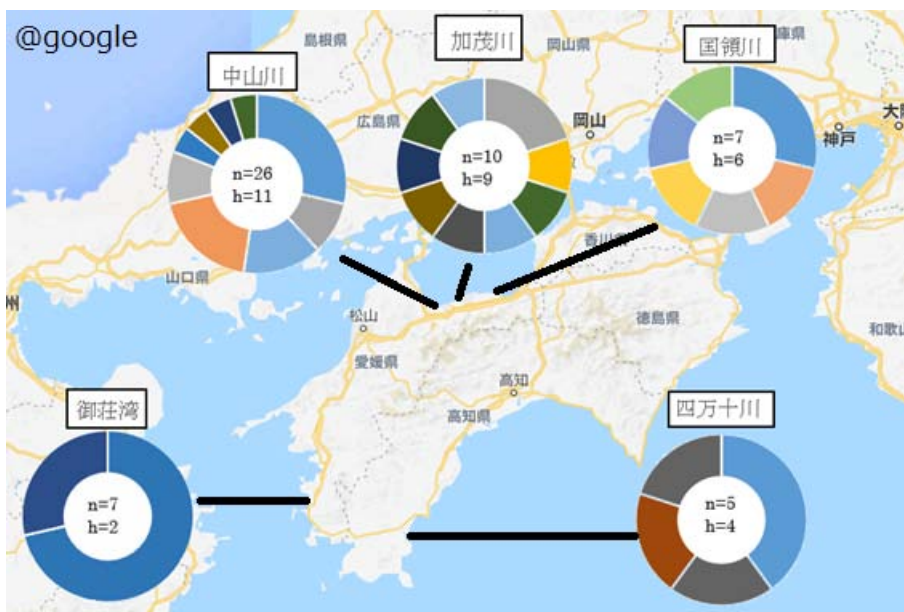 @google
島根県
加茂川
岡山県
国領川
庫県
中山川
広島県
岡山
神戸
大阪
n=26
h=11
n=10
h=9
n=7
h=6
香川県
山口県
州
松山
徳島県
和歌山
愛媛県
高知
高知県
御荘湾
四万十川
n=7
h=2
n=5
h=4